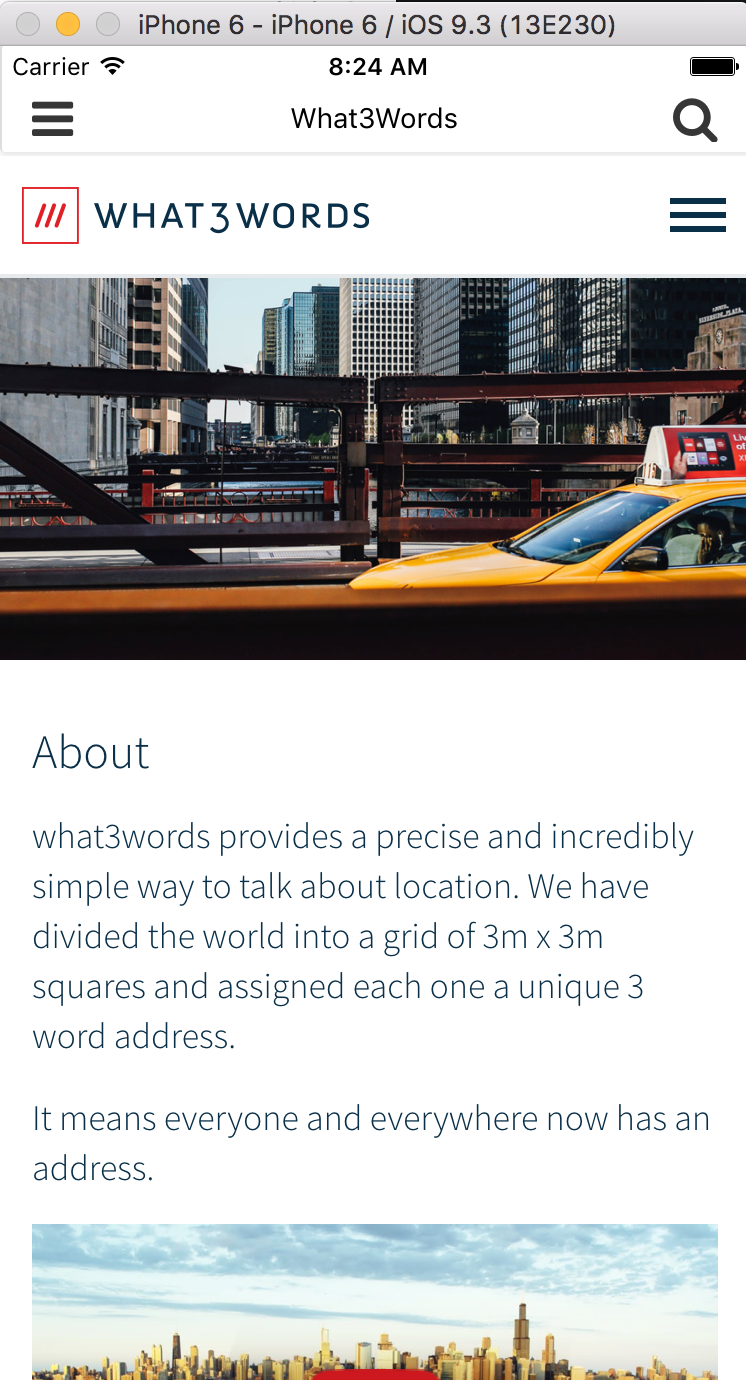 iPhone 6 - iPhone 6 / iOS 9.3 (13E230)
Carrier 8:24 AM
What3Words
WHAT3WORDS
RIVERSIDE PLAZA
About
what3words provides a precise and incredibly
simple way to talk about location. We have
divided the world into a grid of 3m x 3m
squares and assigned each one a unique 3
word address.
It means everyone and everywhere now has an
address.